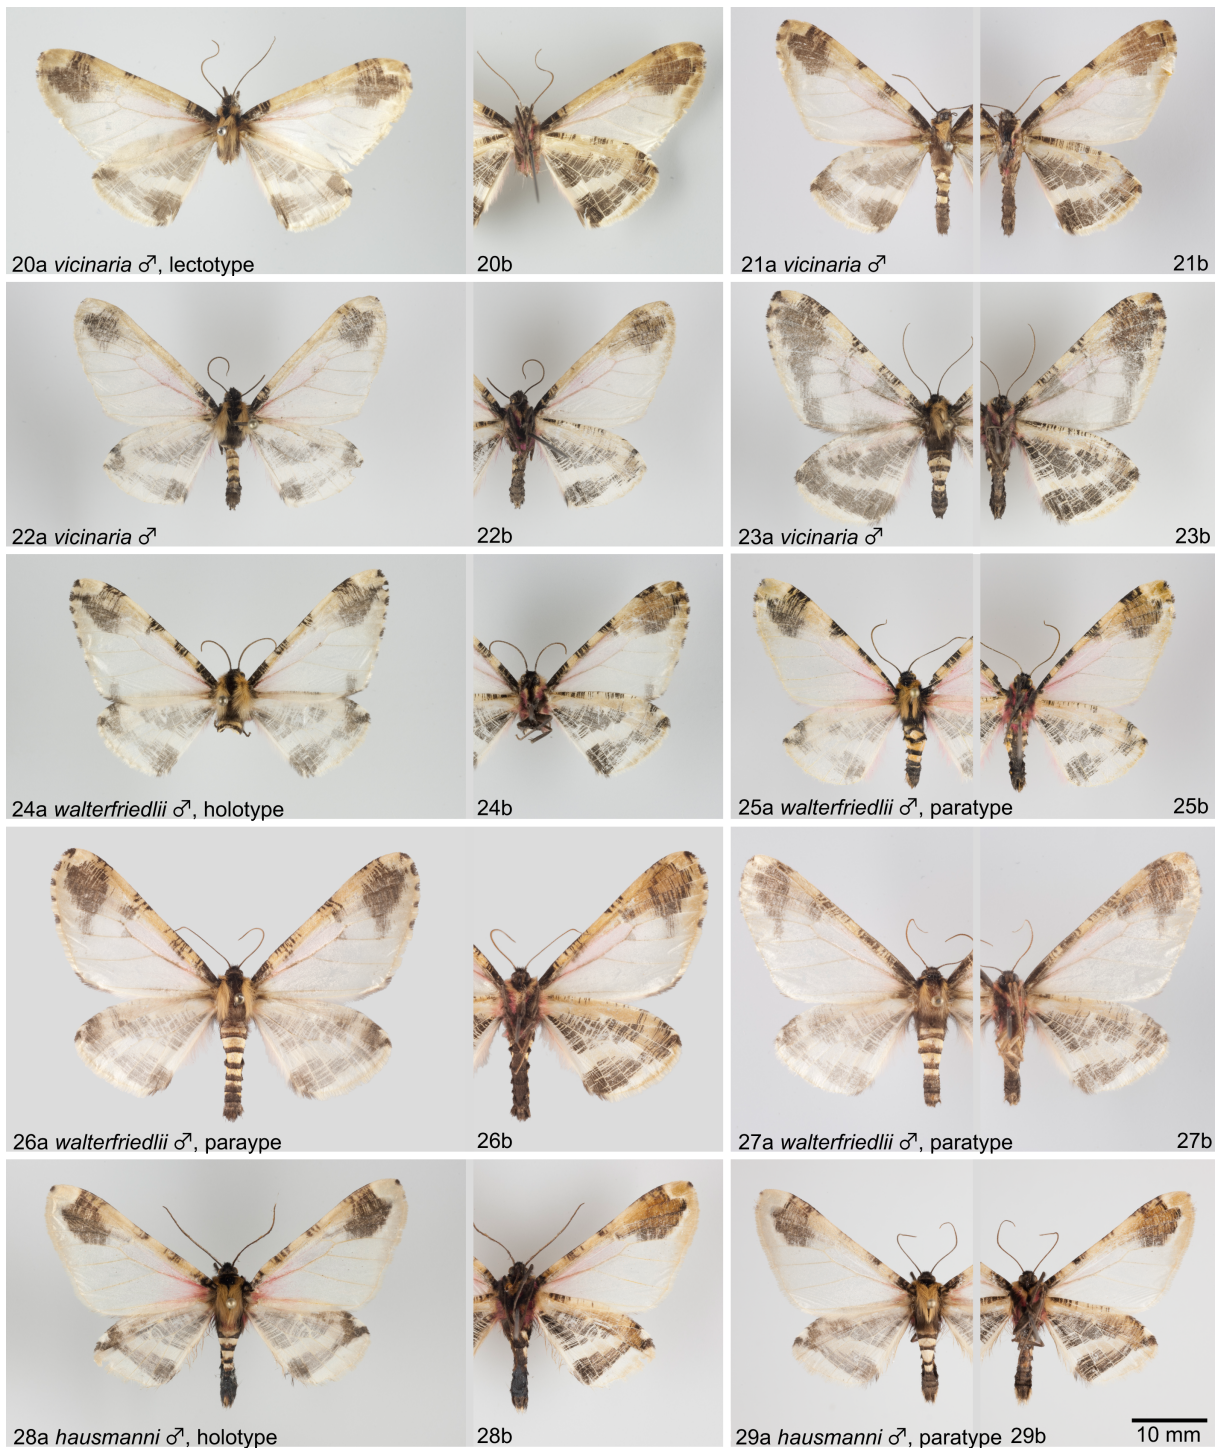 20a vicinaria ♂, lectotype
20b
21a vicinaria ♂
21b
22a vicinaria ♂
22b
23a vicinaria ♂
23b
24a walterfriedlii ♂, holotype
24b
25a walterfriedlii ♂, paratype
25b
26a walterfriedlii ♂, paraype
26b
27a walterfriedlii ♂, paratype
27b
28a hausmanni ♂, holotype
28b
29a hausmanni ♂, paratype
29b
10 mm